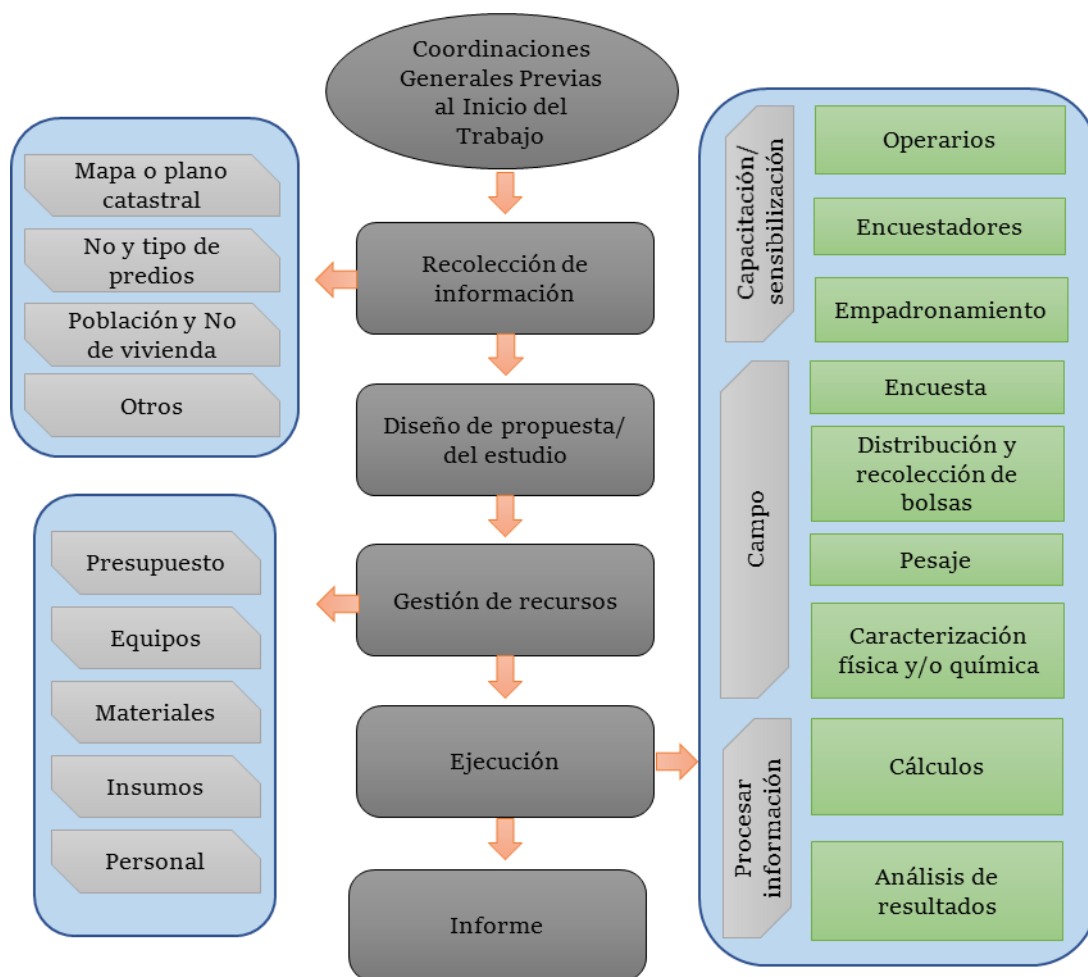 Coordinaciones
Generales Previas
al Inicio del
Trabajo
Recolección de
información
Mapa o plano
catastral
No y tipo de
predios
Población y No
de vivienda
Otros
Diseño de propuesta/
del estudio
Gestión de recursos
Presupuesto
Equipos
Materiales
Insumos
Personal
Ejecución
Capacitación/
sensibilización
Operarios
Encuestadores
Empadronamiento
Campo
Encuesta
Distribución y
recolección de
bolsas
Pesaje
Caracterización
física y/o química
Procesar
información
Cálculos
Análisis de
resultados
Informe